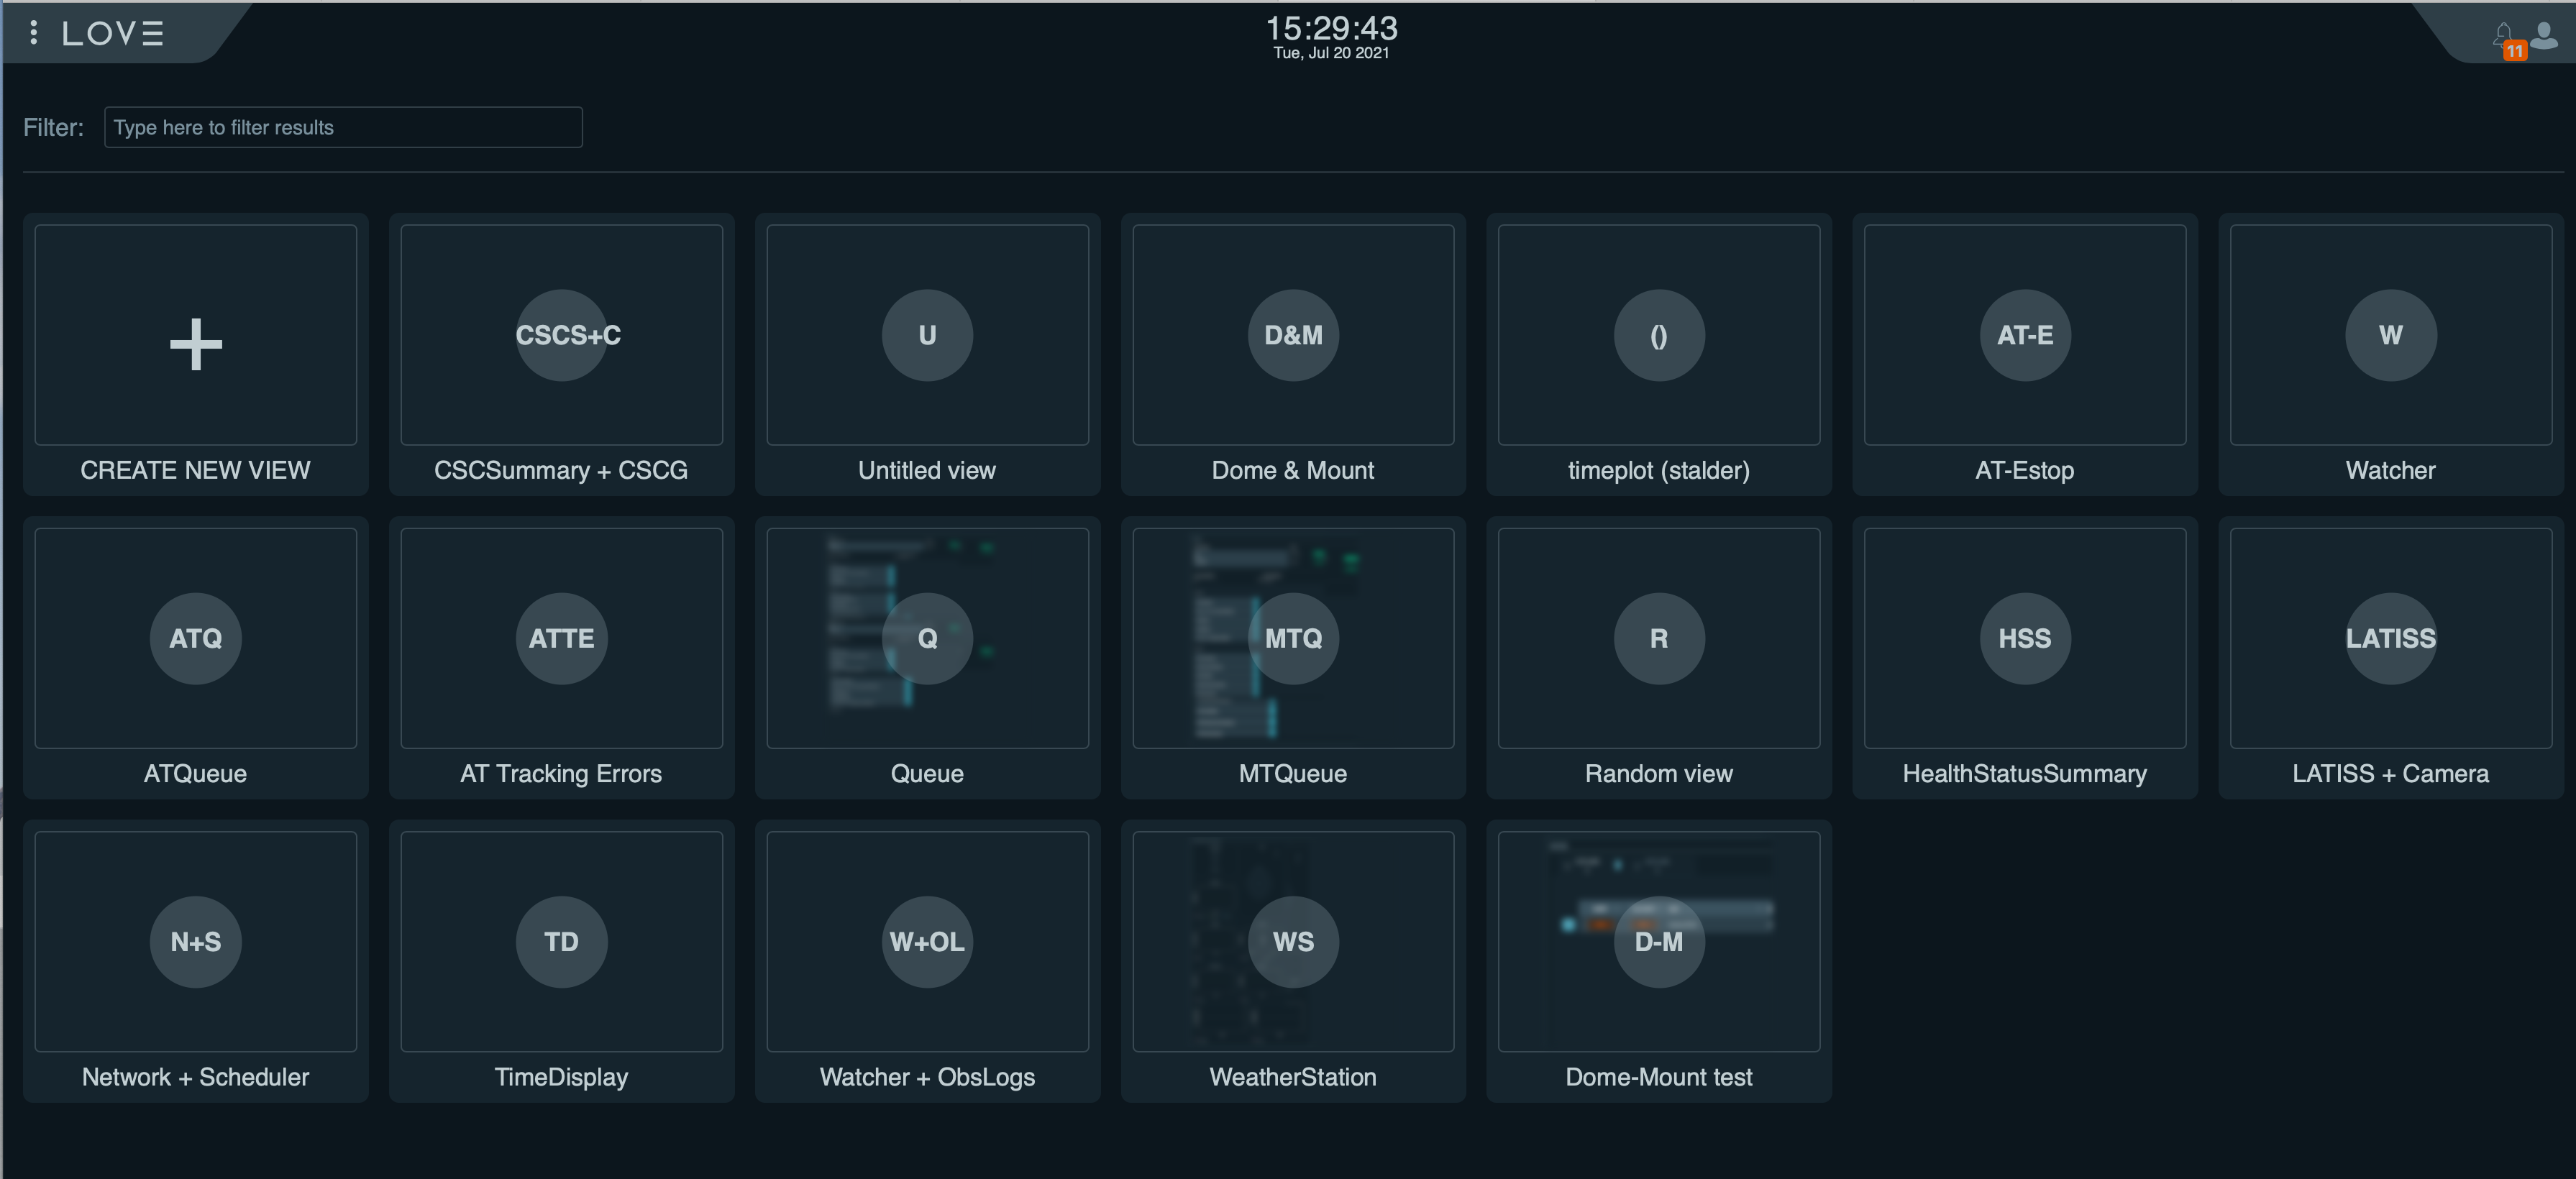 LOVE
15:29:43
Tue, Jul 20 2021
11
Filter: Type here to filter results
CSCS+C
U
D&M
()
AT-E
W
CREATE NEW VIEW
CSCSummary + CSCG
Untitled view
Dome & Mount
timeplot (stalder)
AT-Estop
Watcher
ATQ
ATTE
Q
MTQ
R
HSS
LATISS
ATQueue
AT Tracking Errors
Queue
MTQueue
Random view
HealthStatusSummary
LATISS + Camera
N+S
TD
W+OL
WS
D-M
Network + Scheduler
TimeDisplay
Watcher + ObsLogs
WeatherStation
Dome-Mount test